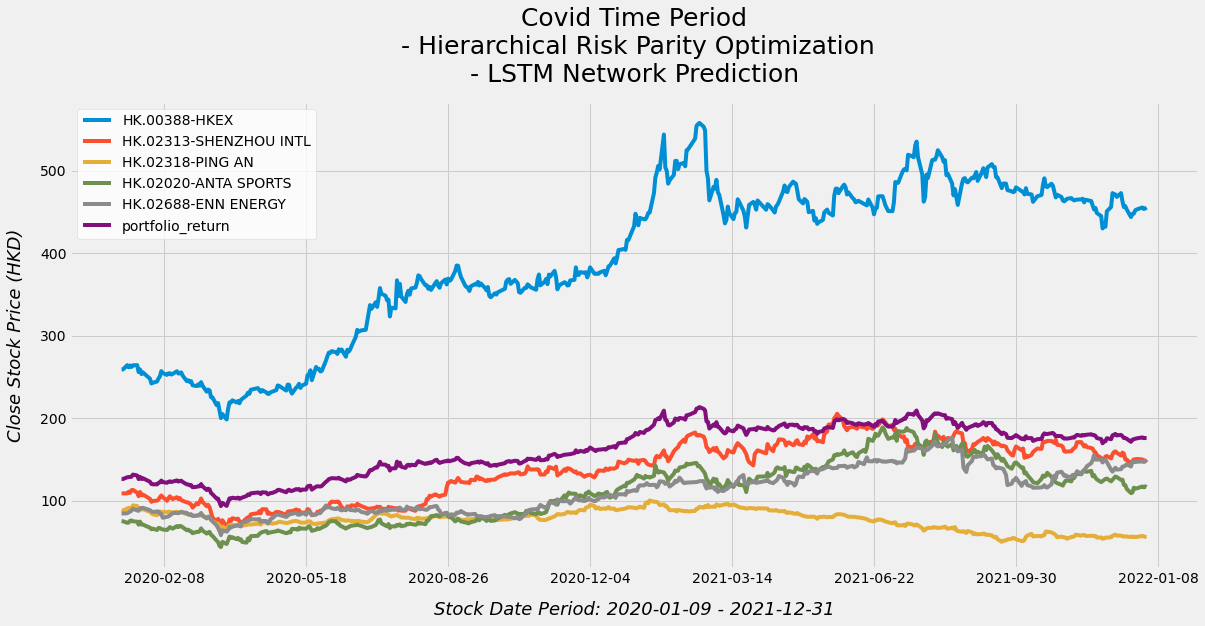 Covid Time Period
- Hierarchical Risk Parity Optimization
- LSTM Network Prediction
HK.00388-HKEX
HK.02313-SHENZHOU INTL
HK.02318-PING AN
HK.02020-ANTA SPORTS
HK.02688-ENN ENERGY
portfolio_return
Close Stock Price (HKD)
500
400
300
200
100
2020-02-08 2020-05-18 2020-08-26 2020-12-04 2021-03-14 2021-06-22 2021-09-30 2022-01-08
Stock Date Period: 2020-01-09 - 2021-12-31